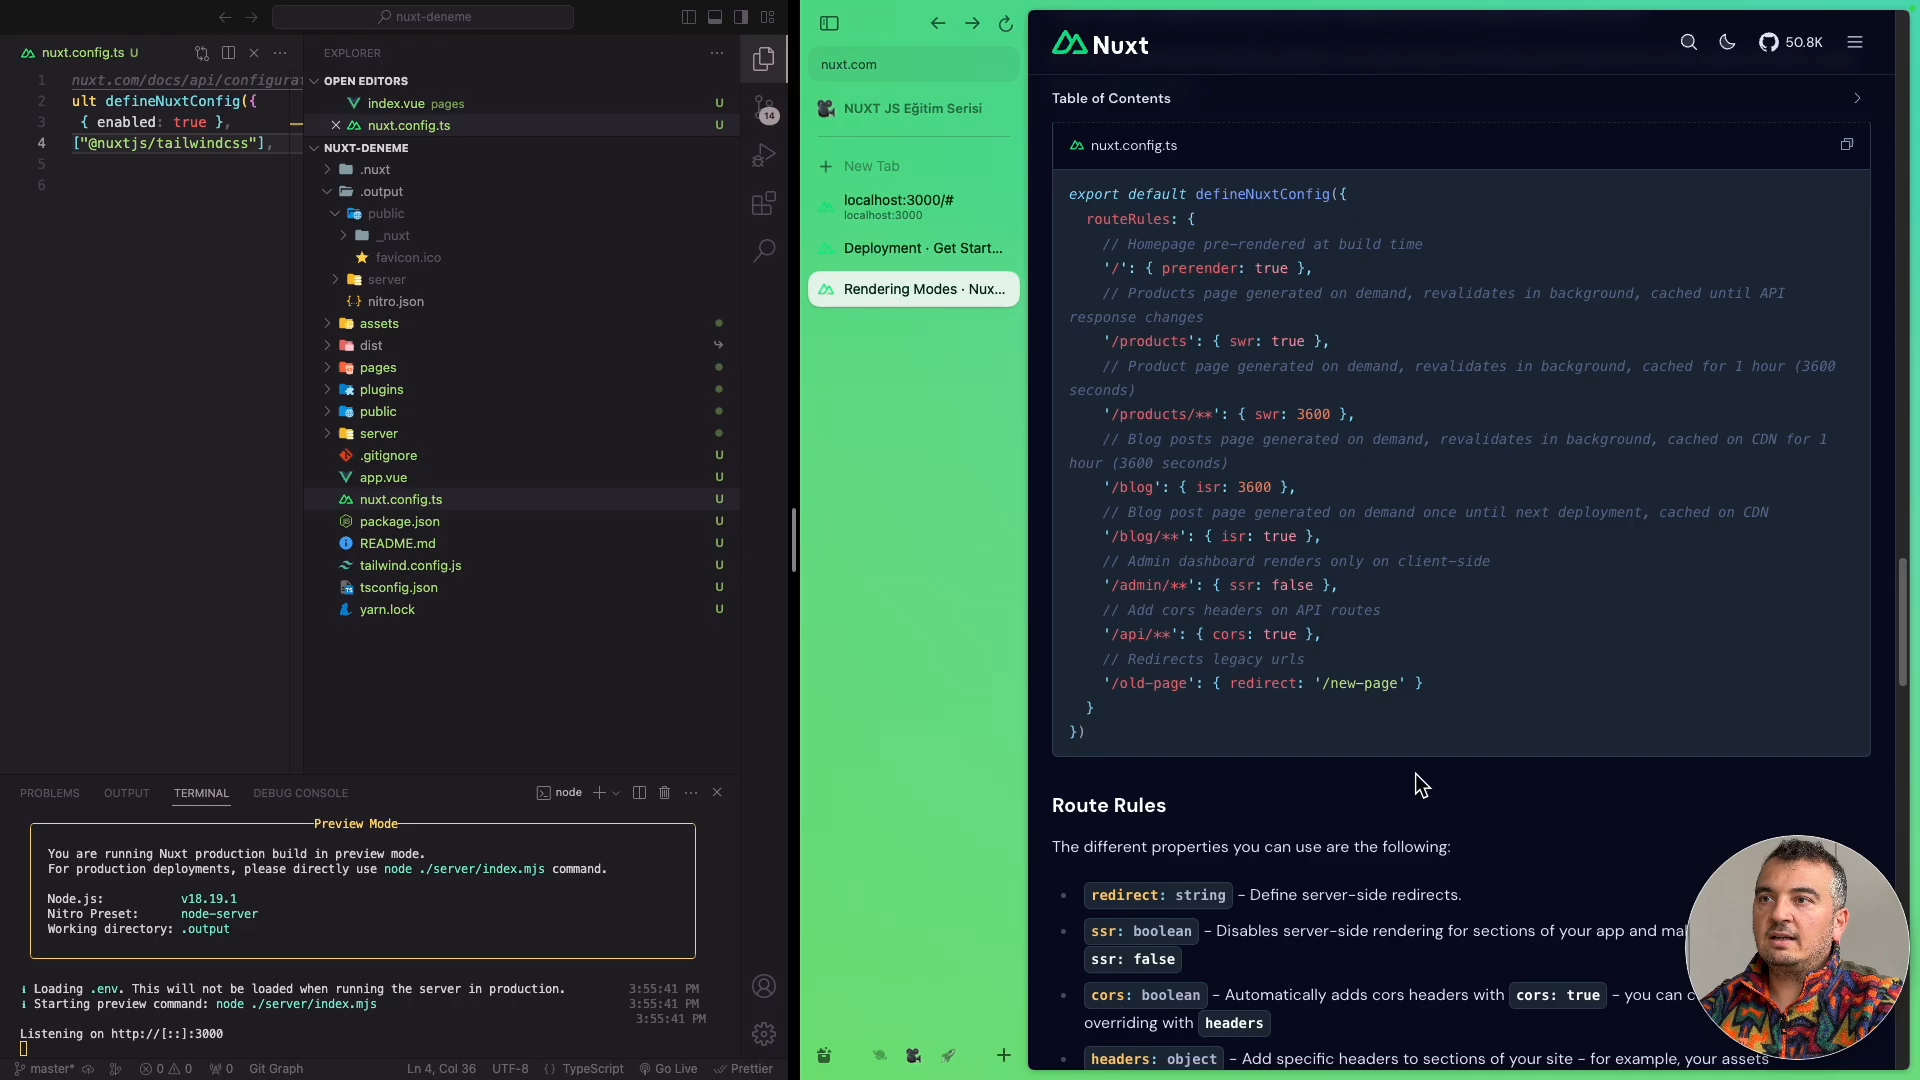 nuxt-deneme
nuxt.config.ts U
1 nuxt.com/docs/api/configurat
2 ult defineNuxtConfig({
3 { enabled: true },
4 ["@nuxtjs/tailwindcss"],
5
6
EXPLORER
OPEN EDITORS
index.vue pages U
nuxt.config.ts U
NUXT-DENEME
.nuxt
.output
public
_nuxt
favicon.ico
server
nitro.json
assets
dist
pages
plugins
public
server
.gitignore U
app.vue U
nuxt.config.ts U
package.json U
README.md U
tailwind.config.js U
tsconfig.json U
yarn.lock U
14
PROBLEMS OUTPUT TERMINAL DEBUG CONSOLE node
Preview Mode
You are running Nuxt production build in preview mode.
For production deployments, please directly use node ./server/index.mjs command.
Node.js: v18.19.1
Nitro Preset: node-server
Working directory: .output
ℹ Loading .env. This will not be loaded when running the server in production. 3:55:41 PM
ℹ Starting preview command: node ./server/index.mjs 3:55:41 PM
3:55:41 PM
Listening on http://[::]:3000
master* 0 0 0 Git Graph Ln 4, Col 36 UTF-8 {} TypeScript Go Live Prettier
nuxt.com
NUXT JS Eğitim Serisi
New Tab
localhost:3000/#
localhost:3000
Deployment · Get Start...
Rendering Modes · Nux...
Nuxt
50.8K
Table of Contents
nuxt.config.ts
export default defineNuxtConfig({
routeRules: {
// Homepage pre-rendered at build time
'/': { prerender: true },
// Products page generated on demand, revalidates in background, cached until API
response changes
'/products': { swr: true },
// Product page generated on demand, revalidates in background, cached for 1 hour (3600
seconds)
'/products/**': { swr: 3600 },
// Blog posts page generated on demand, revalidates in background, cached on CDN for 1
hour (3600 seconds)
'/blog': { isr: 3600 },
// Blog post page generated on demand once until next deployment, cached on CDN
'/blog/**': { isr: true },
// Admin dashboard renders only on client-side
'/admin/**': { ssr: false },
// Add cors headers on API routes
'/api/**': { cors: true },
// Redirects legacy urls
'/old-page': { redirect: '/new-page' }
}
})
Route Rules
The different properties you can use are the following:
redirect: string - Define server-side redirects.
ssr: boolean - Disables server-side rendering for sections of your app and ma
ssr: false
cors: boolean - Automatically adds cors headers with cors: true - you can c
overriding with headers
headers: object - Add specific headers to sections of your site - for example, your assets